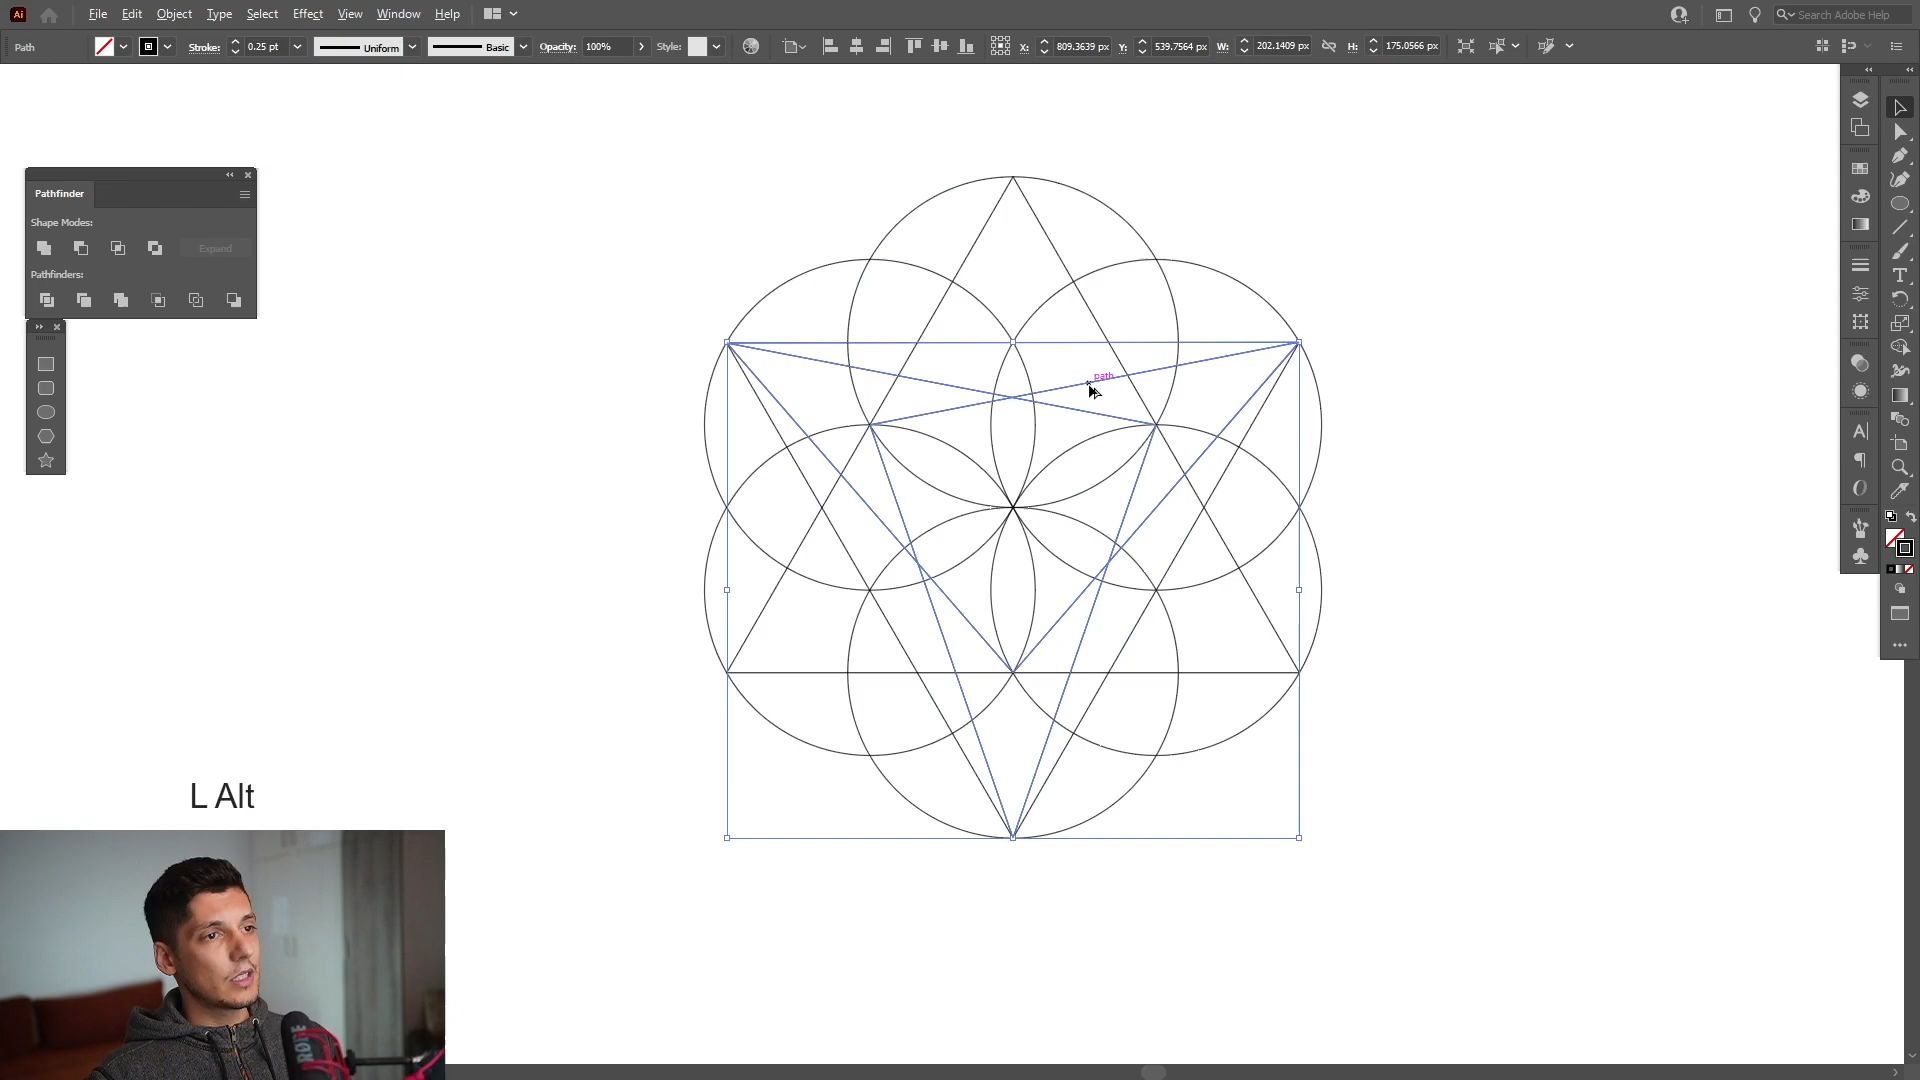 Ai File Edit Object Type Select Effect View Window Help Search Adobe Help
Path Stroke: 0.25 pt Uniform Basic Opacity: 100% Style: X: 809.3639 px Y: 539.7564 px W: 202.1409 px H: 175.0566 px
Pathfinder
Shape Modes:
Expand
Pathfinders:
path
L Alt
RØDE